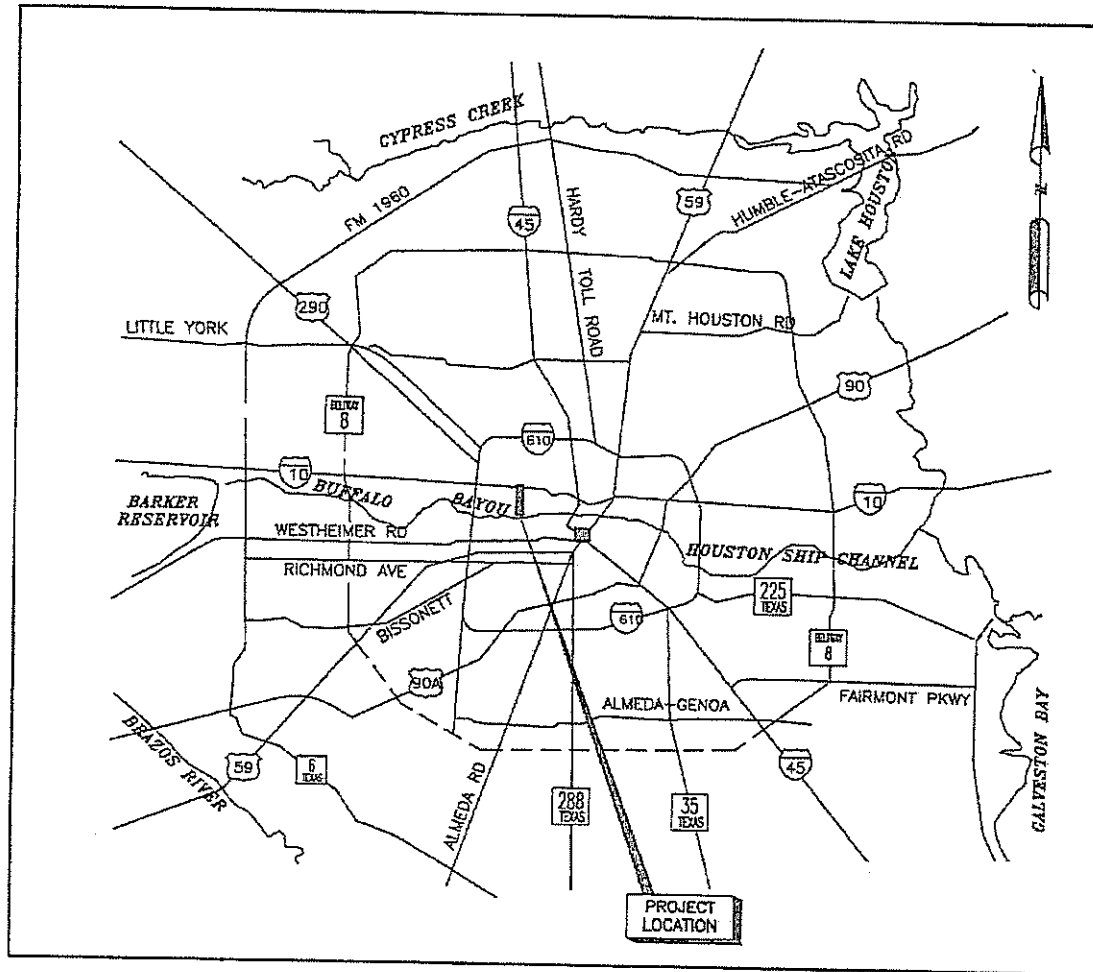 CYPRESS CREEK
FM 1960
45
HARDY
TOLL ROAD
59
HUMBLE-ATASCOSITA RD
LAKE HOUSTON
N
290
LITTLE YORK
MT. HOUSTON RD
90
BELTWAY
8
610
10
BUFFALO
BAYOU
BARKER
RESERVOIR
10
WESTHEIMER RD
HOUSTON SHIP CHANNEL
RICHMOND AVE
BISSONETT
225
TEXAS
610
BELTWAY
8
90A
ALMEDA-GENOA
FAIRMONT PKWY
GALVESTON BAY
BRAZOS RIVER
59
6
TEXAS
ALMEDA RD
288
TEXAS
35
TEXAS
45
PROJECT
LOCATION